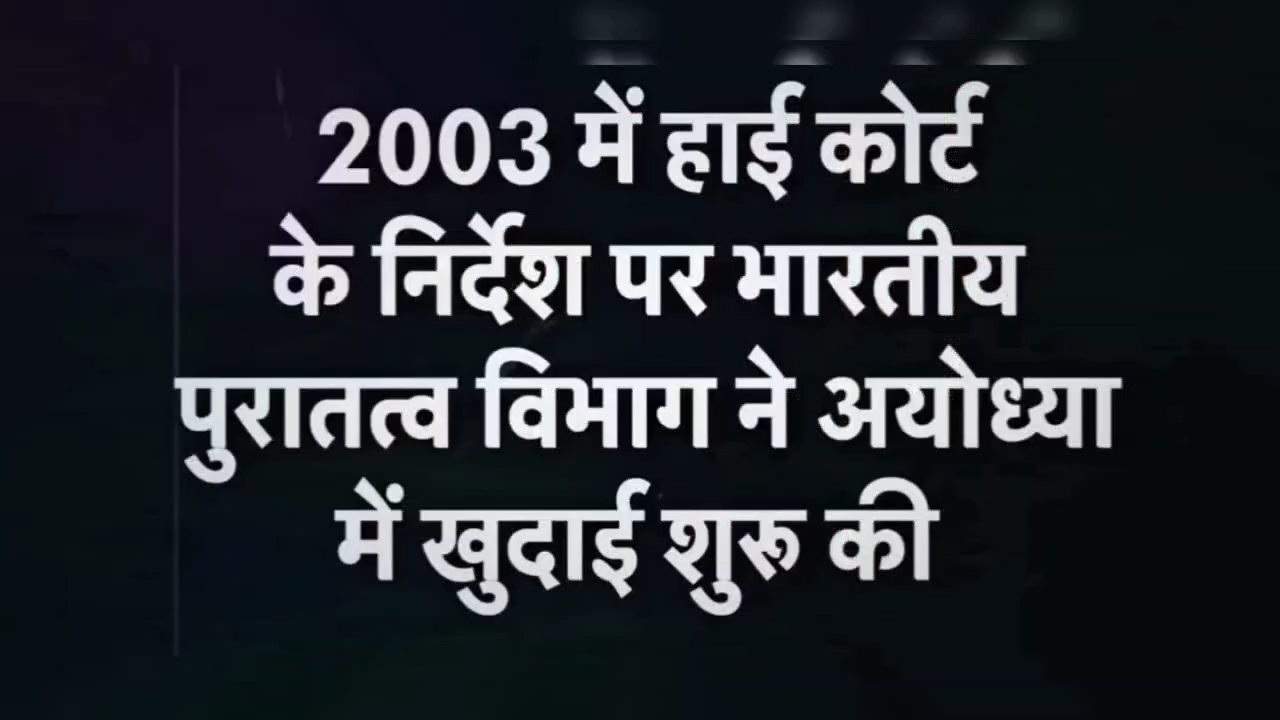 2003 में हाई कोर्ट
के निर्देश पर भारतीय
पुरातत्व विभाग ने अयोध्या
में खुदाई शुरू की